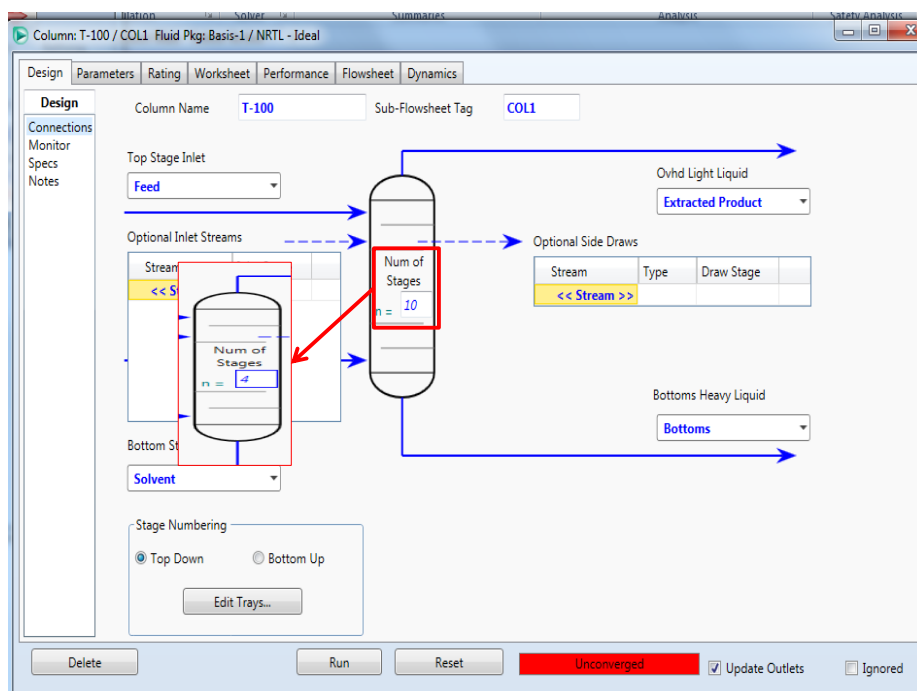 Column: T-100 / COL1 Fluid Pkg: Basis-1 / NRTL - Ideal
Design Parameters Rating Worksheet Performance Flowsheet Dynamics
Design
Connections
Monitor
Specs
Notes
Column Name T-100 Sub-Flowsheet Tag COL1
Top Stage Inlet
Feed
Ovhd Light Liquid
Extracted Product
Optional Inlet Streams
Stream
<< S
Num of
Stages
n = 10
Optional Side Draws
Stream Type Draw Stage
<< Stream >>
Num of
Stages
n = 4
Bottoms Heavy Liquid
Bottoms
Bottom St
Solvent
Stage Numbering
Top Down Bottom Up
Edit Trays...
Delete Run Reset Unconverged Update Outlets Ignored